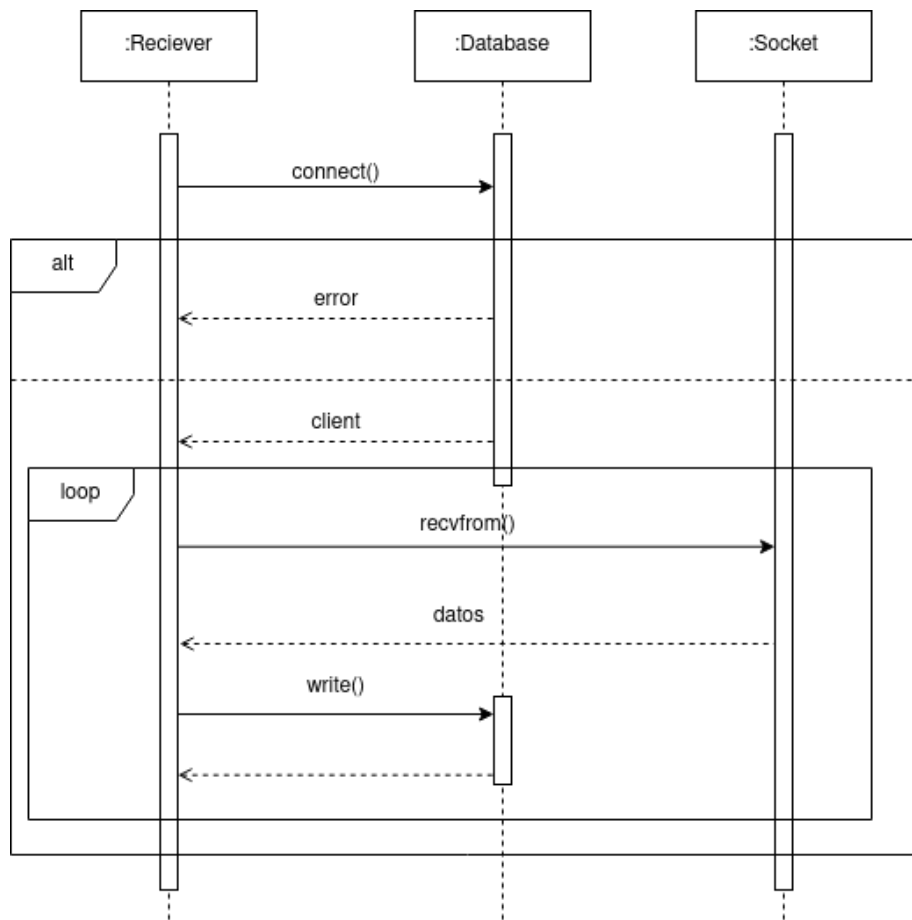 :Reciever
:Database
:Socket
connect()
alt
error
client
loop
recvfrom()
datos
write()